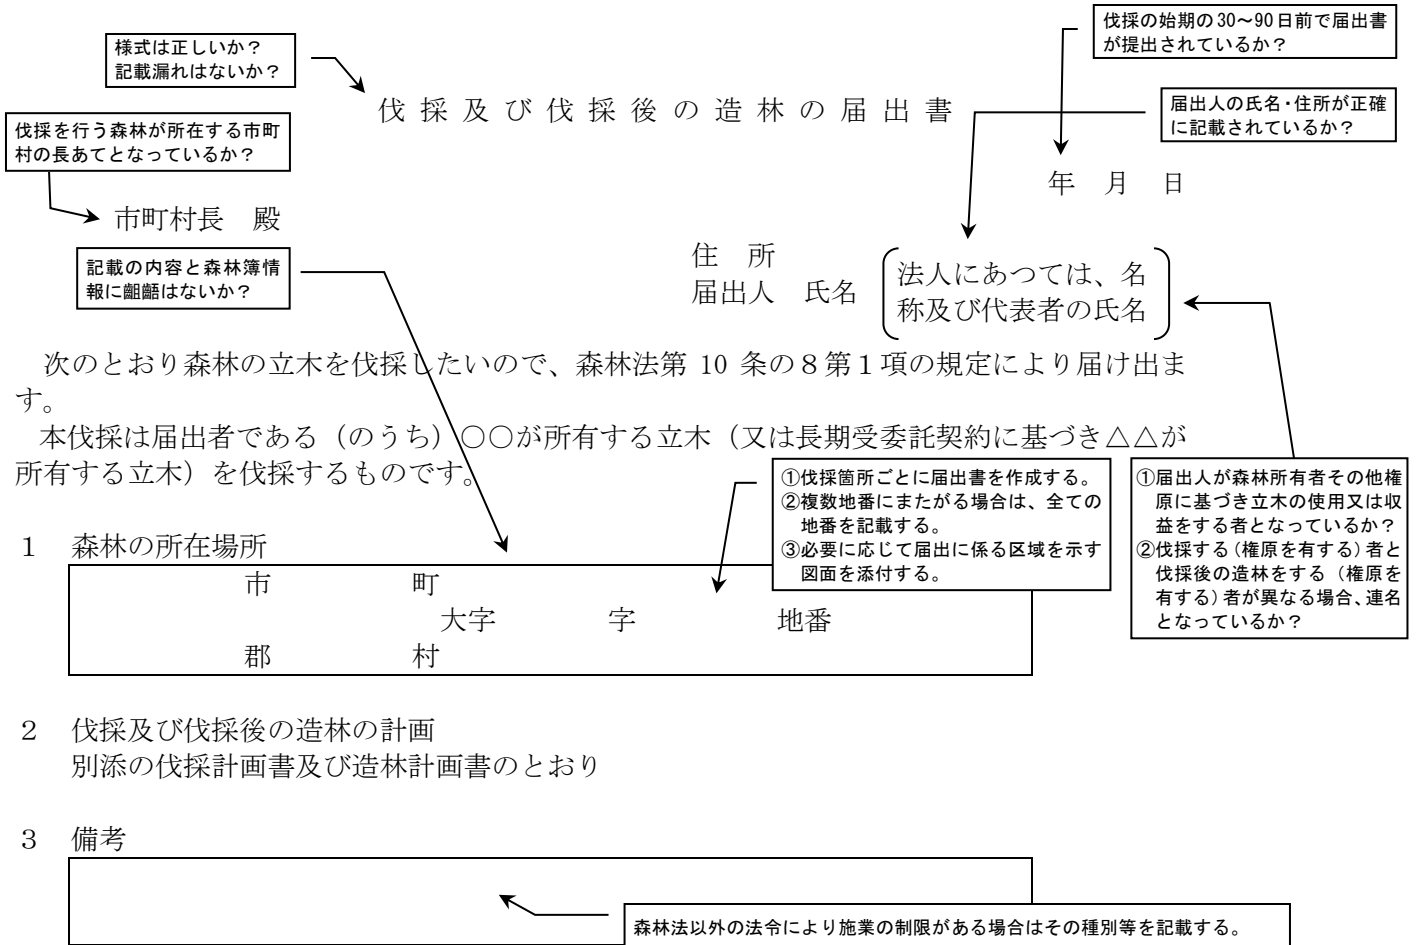 伐採の始期の30～90日前で届出書
が提出されているか？
様式は正しいか？
記載漏れはないか？
伐採及び伐採後の造林の届出書
届出人の氏名・住所が正確
に記載されているか？
伐採を行う森林が所在する市町
村の長あてとなっているか？
年 月 日
市町村長 殿
記載の内容と森林簿情
報に齟齬はないか？
住 所
届出人 氏名
法人にあつては、名
称及び代表者の氏名
次のとおり森林の立木を伐採したいので、森林法第 10 条の８第１項の規定により届け出ま
す。
本伐採は届出者である（のうち）○○が所有する立木（又は長期受委託契約に基づき△△が
所有する立木）を伐採するものです。
①伐採箇所ごとに届出書を作成する。
②複数地番にまたがる場合は、全ての
地番を記載する。
③必要に応じて届出に係る区域を示す
図面を添付する。
①届出人が森林所有者その他権
原に基づき立木の使用又は収
益をする者となっているか？
②伐採する（権原を有する）者と
伐採後の造林をする（権原を
有する）者が異なる場合、連名
となっているか？
１ 森林の所在場所
市 町
大字 字 地番
郡 村
２ 伐採及び伐採後の造林の計画
別添の伐採計画書及び造林計画書のとおり
３ 備考
森林法以外の法令により施業の制限がある場合はその種別等を記載する。